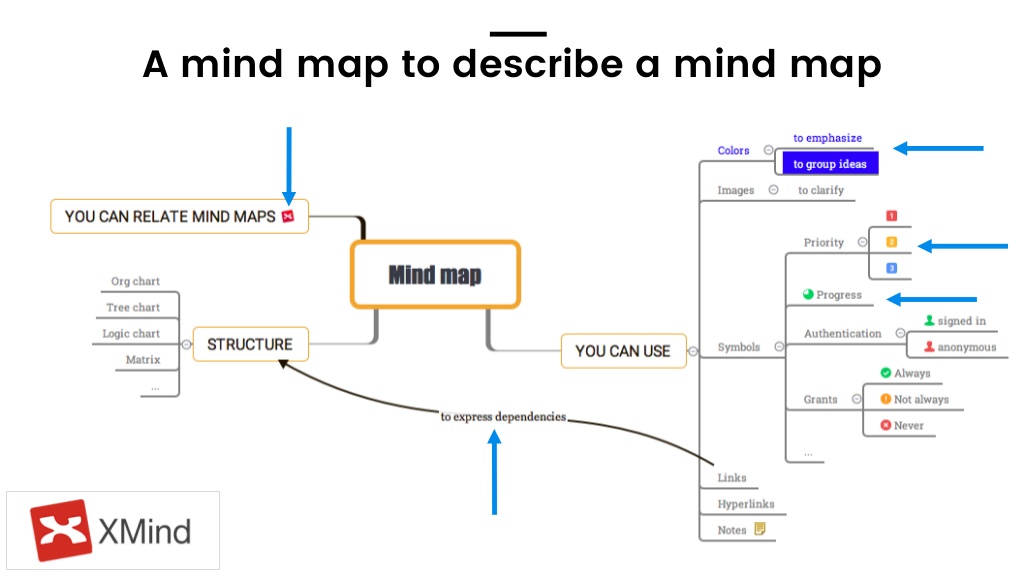 A mind map to describe a mind map
YOU CAN RELATE MIND MAPS
Mind map
Org chart
Tree chart
Logic chart
Matrix
...
STRUCTURE
to express dependencies
YOU CAN USE
Colors
to emphasize
to group ideas
Images
to clarify
Symbols
Priority
1
2
3
Progress
Authentication
signed in
anonymous
Grants
Always
Not always
Never
...
Links
Hyperlinks
Notes
XMind